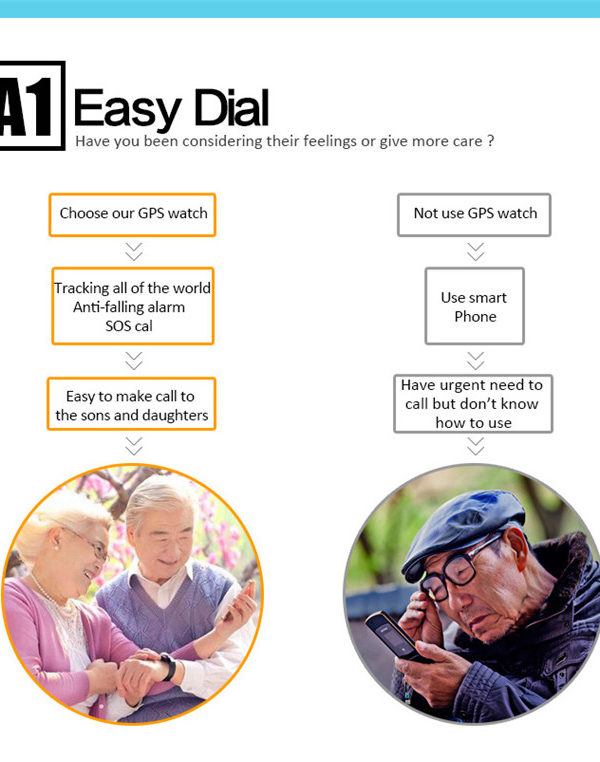 A1
Easy Dial
Have you been considering their feelings or give more care ?
Choose our GPS watch
Tracking all of the world
Anti-falling alarm
SOS cal
Easy to make call to
the sons and daughters
Not use GPS watch
Use smart
Phone
Have urgent need to
call but don’t know
how to use